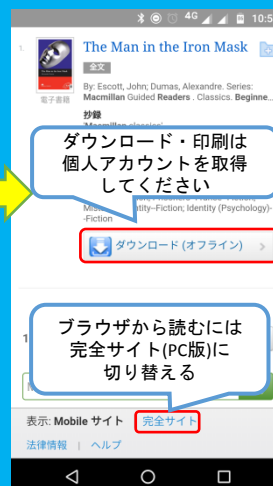 4G 10:5
1. The Man in the Iron Mask
全文
電子書籍
By: Escott, John; Dumas, Alexandre. Series:
Macmillan Guided Readers . Classics. Beginne...
抄録
ダウンロード・印刷は
個人アカウントを取得
してください
-Fiction; Identity (Psychology)-
-Fiction
ダウンロード (オフライン) >
ブラウザから読むには
完全サイト(PC版)に
切り替える
表示: Mobile サイト 完全サイト
法律情報 | ヘルプ